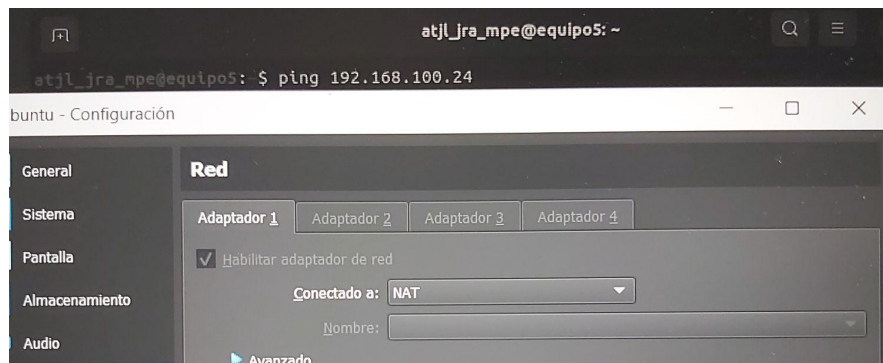 atjl_jra_mpe@equipo5: ~
atjl_jra_mpe@equipo5: $ ping 192.168.100.24
buntu - Configuración
General
Red
Sistema
Adaptador 1
Adaptador 2
Adaptador 3
Adaptador 4
Pantalla
Habilitar adaptador de red
Almacenamiento
Conectado a: NAT
Nombre:
Audio
Avanzado